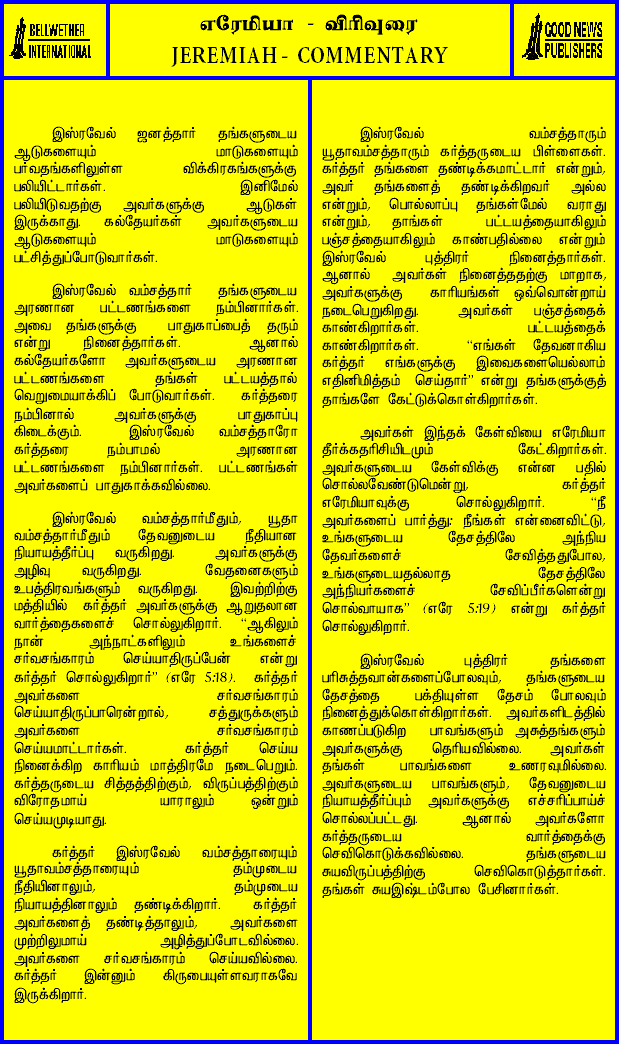 BELLWETHER
INTERNATIONAL
எரேமியா - விரிவுரை
JEREMIAH - COMMENTARY
GOOD NEWS
PUBLISHERS
இஸ்ரவேல் ஜனத்தார் தங்களுடைய
ஆடுகளையும் மாடுகளையும்
பர்வதங்களிலுள்ள விக்கிரகங்களுக்கு
பலியிட்டார்கள். இனிமேல்
பலியிடுவதற்கு அவர்களுக்கு ஆடுகள்
இருக்காது. கல்தேயர்கள் அவர்களுடைய
ஆடுகளையும் மாடுகளையும்
பட்சித்துப்போடுவார்கள்.
இஸ்ரவேல் வம்சத்தார் தங்களுடைய
அரணான பட்டணங்களை நம்பினார்கள்.
அவை தங்களுக்கு பாதுகாப்பைத் தரும்
என்று நினைத்தார்கள். ஆனால்
கல்தேயர்களோ அவர்களுடைய அரணான
பட்டணங்களை தங்கள் பட்டயத்தால்
வெறுமையாக்கிப் போடுவார்கள். கர்த்தரை
நம்பினால் அவர்களுக்கு பாதுகாப்பு
கிடைக்கும். இஸ்ரவேல் வம்சத்தாரோ
கர்த்தரை நம்பாமல் அரணான
பட்டணங்களை நம்பினார்கள். பட்டணங்கள்
அவர்களைப் பாதுகாக்கவில்லை.
இஸ்ரவேல் வம்சத்தார்மீதும், யூதா
வம்சத்தார்மீதும் தேவனுடைய நீதியான
நியாயத்தீர்ப்பு வருகிறது. அவர்களுக்கு
அழிவு வருகிறது. வேதனைகளும்
உபத்திரவங்களும் வருகிறது. இவற்றிற்கு
மத்தியில் கர்த்தர் அவர்களுக்கு ஆறுதலான
வார்த்தைகளைச் சொல்லுகிறார். “ஆகிலும்
நான் அந்நாட்களிலும் உங்களைச்
சர்வசங்காரம் செய்யாதிருப்பேன் என்று
கர்த்தர் சொல்லுகிறார்” (எரே 5:18). கர்த்தர்
அவர்களை சர்வசங்காரம்
செய்யாதிருப்பாரென்றால், சத்துருக்களும்
அவர்களை சர்வசங்காரம்
செய்யமாட்டார்கள். கர்த்தர் செய்ய
நினைக்கிற காரியம் மாத்திரமே நடைபெறும்.
கர்த்தருடைய சித்தத்திற்கும், விருப்பத்திற்கும்
விரோதமாய் யாராலும் ஒன்றும்
செய்யமுடியாது.
கர்த்தர் இஸ்ரவேல் வம்சத்தாரையும்
யூதாவம்சத்தாரையும் தம்முடைய
நீதியினாலும், தம்முடைய
நியாயத்தினாலும் தண்டிக்கிறார். கர்த்தர்
அவர்களைத் தண்டித்தாலும், அவர்களை
முற்றிலுமாய் அழித்துப்போடவில்லை.
அவர்களை சர்வசங்காரம் செய்யவில்லை.
கர்த்தர் இன்னும் கிருபையுள்ளவராகவே
இருக்கிறார்.
இஸ்ரவேல் வம்சத்தாரும்
யூதாவம்சத்தாரும் கர்த்தருடைய பிள்ளைகள்.
கர்த்தர் தங்களை தண்டிக்கமாட்டார் என்றும்,
அவர் தங்களைத் தண்டிக்கிறவர் அல்ல
என்றும், பொல்லாப்பு தங்கள்மேல் வராது
என்றும், தாங்கள் பட்டயத்தையாகிலும்
பஞ்சத்தையாகிலும் காண்பதில்லை என்றும்
இஸ்ரவேல் புத்திரர் நினைத்தார்கள்.
ஆனால் அவர்கள் நினைத்ததற்கு மாறாக,
அவர்களுக்கு காரியங்கள் ஒவ்வொன்றாய்
நடைபெறுகிறது. அவர்கள் பஞ்சத்தைக்
காண்கிறார்கள். பட்டயத்தைக்
காண்கிறார்கள். “எங்கள் தேவனாகிய
கர்த்தர் எங்களுக்கு இவைகளையெல்லாம்
எதினிமித்தம் செய்தார்” என்று தங்களுக்குத்
தாங்களே கேட்டுக்கொள்கிறார்கள்.
அவர்கள் இந்தக் கேள்வியை எரேமியா
தீர்க்கதரிசியிடமும் கேட்கிறார்கள்.
அவர்களுடைய கேள்விக்கு என்ன பதில்
சொல்லவேண்டுமென்று, கர்த்தர்
எரேமியாவுக்கு சொல்லுகிறார். “நீ
அவர்களைப் பார்த்து: நீங்கள் என்னைவிட்டு,
உங்களுடைய தேசத்திலே அந்நிய
தேவர்களைச் சேவித்ததுபோல,
உங்களுடையதல்லாத தேசத்திலே
அந்நியர்களைச் சேவிப்பீர்களென்று
சொல்வாயாக” (எரே 5:19) என்று கர்த்தர்
சொல்லுகிறார்.
இஸ்ரவேல் புத்திரர் தங்களை
பரிசுத்தவான்களைப்போலவும், தங்களுடைய
தேசத்தை பக்தியுள்ள தேசம் போலவும்
நினைத்துக்கொள்கிறார்கள். அவர்களிடத்தில்
காணப்படுகிற பாவங்களும் அசுத்தங்களும்
அவர்களுக்கு தெரியவில்லை. அவர்கள்
தங்கள் பாவங்களை உணரவுமில்லை.
அவர்களுடைய பாவங்களும், தேவனுடைய
நியாயத்தீர்ப்பும் அவர்களுக்கு எச்சரிப்பாய்ச்
சொல்லப்பட்டது. ஆனால் அவர்களோ
கர்த்தருடைய வார்த்தைக்கு
செவிகொடுக்கவில்லை. தங்களுடைய
சுயவிருப்பத்திற்கு செவிகொடுத்தார்கள்.
தங்கள் சுயஇஷ்டம்போல பேசினார்கள்.